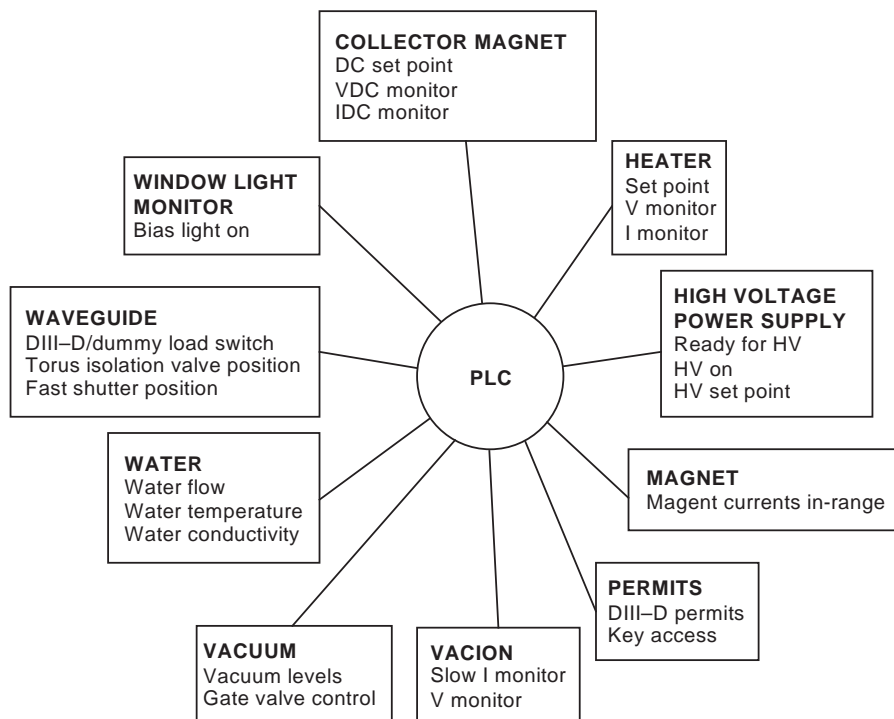 COLLECTOR MAGNET
DC set point
VDC monitor
IDC monitor
HEATER
Set point
V monitor
I monitor
WINDOW LIGHT
MONITOR
Bias light on
HIGH VOLTAGE
POWER SUPPLY
Ready for HV
HV on
HV set point
WAVEGUIDE
DIII–D/dummy load switch
Torus isolation valve position
Fast shutter position
PLC
WATER
Water flow
Water temperature
Water conductivity
MAGNET
Magent currents in-range
PERMITS
DIII–D permits
Key access
VACUUM
Vacuum levels
Gate valve control
VACION
Slow I monitor
V monitor